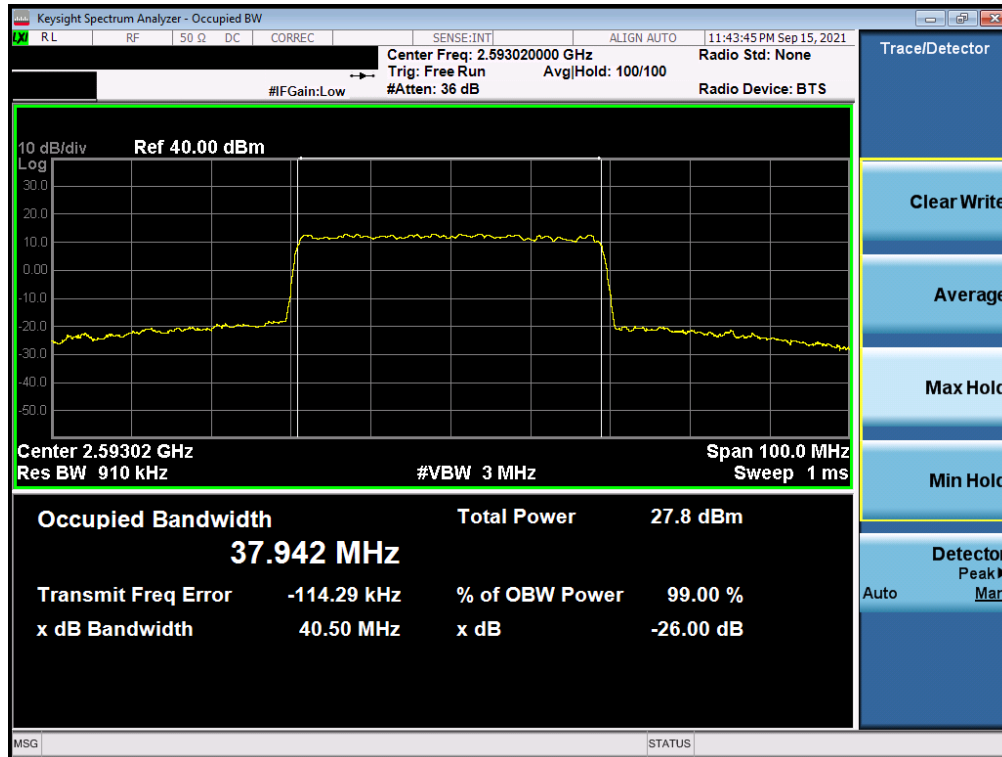 Keysight Spectrum Analyzer - Occupied BW
LXI RL RF 50 Ω DC CORREC SENSE:INT ALIGN AUTO 11:43:45 PM Sep 15, 2021
Center Freq: 2.593020000 GHz Radio Std: None
Trig: Free Run Avg|Hold: 100/100
#IFGain:Low #Atten: 36 dB Radio Device: BTS
Trace/Detector
10 dB/div Ref 40.00 dBm
Log
30.0
20.0
10.0
0.00
-10.0
-20.0
-30.0
-40.0
-50.0
Center 2.59302 GHz Span 100.0 MHz
Res BW 910 kHz #VBW 3 MHz Sweep 1 ms
Occupied Bandwidth Total Power 27.8 dBm
37.942 MHz
Transmit Freq Error -114.29 kHz % of OBW Power 99.00 %
x dB Bandwidth 40.50 MHz x dB -26.00 dB
Clear Write
Average
Max Hold
Min Hold
Detector
Peak
Auto Man
MSG STATUS